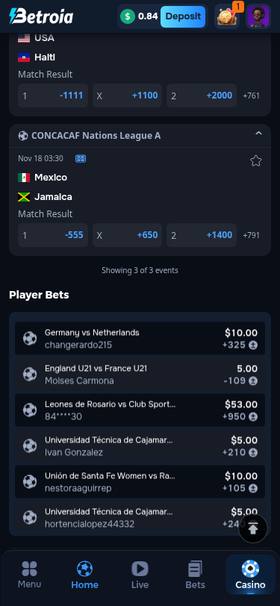 Betroia
$ 0.84 Deposit
1
USA
Haiti
Match Result
1 -1111 X +1100 2 +2000 +761
CONCACAF Nations League A
Nov 18 03:30
Mexico
Jamaica
Match Result
1 -555 X +650 2 +1400 +791
Showing 3 of 3 events
Player Bets
Germany vs Netherlands $10.00
changerardo215 +325
England U21 vs France U21 5.00
Moises Carmona -109
Leones de Rosario vs Club Sport... $53.00
84****30 +950
Universidad Técnica de Cajamar... $5.00
Ivan Gonzalez +210
Unión de Santa Fe Women vs Ra... $10.00
nestoraaguirrep +105
Universidad Técnica de Cajamar... $5.00
hortencialopez44332
Menu Home Live Bets Casino